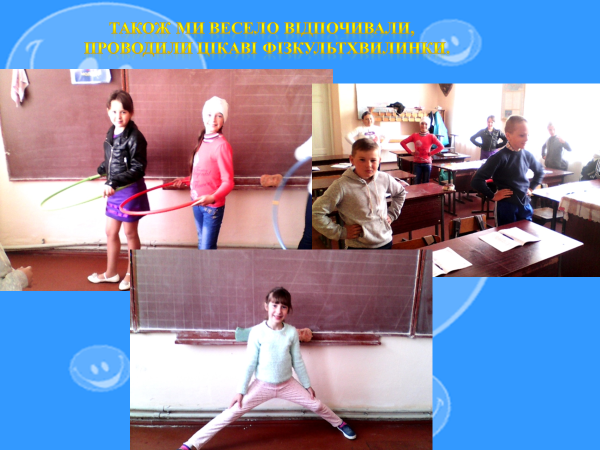 ТАКОЖ МИ ВЕСЕЛО ВІДПОЧИВАЛИ,
ПРОВОДИЛИ ЦІКАВІ ФІЗКУЛЬТХВИЛИНКИ.